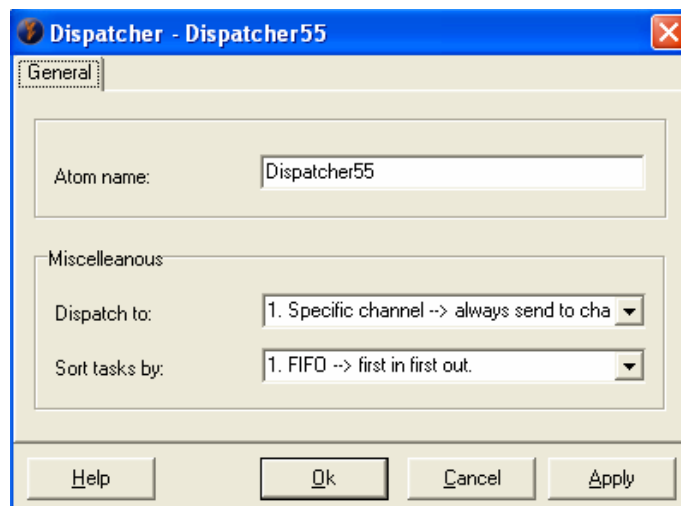 Dispatcher - Dispatcher55
General
Atom name: Dispatcher55
Miscelleanous
Dispatch to: 1. Specific channel --> always send to cha
Sort tasks by: 1. FIFO --> first in first out.
Help Ok Cancel Apply